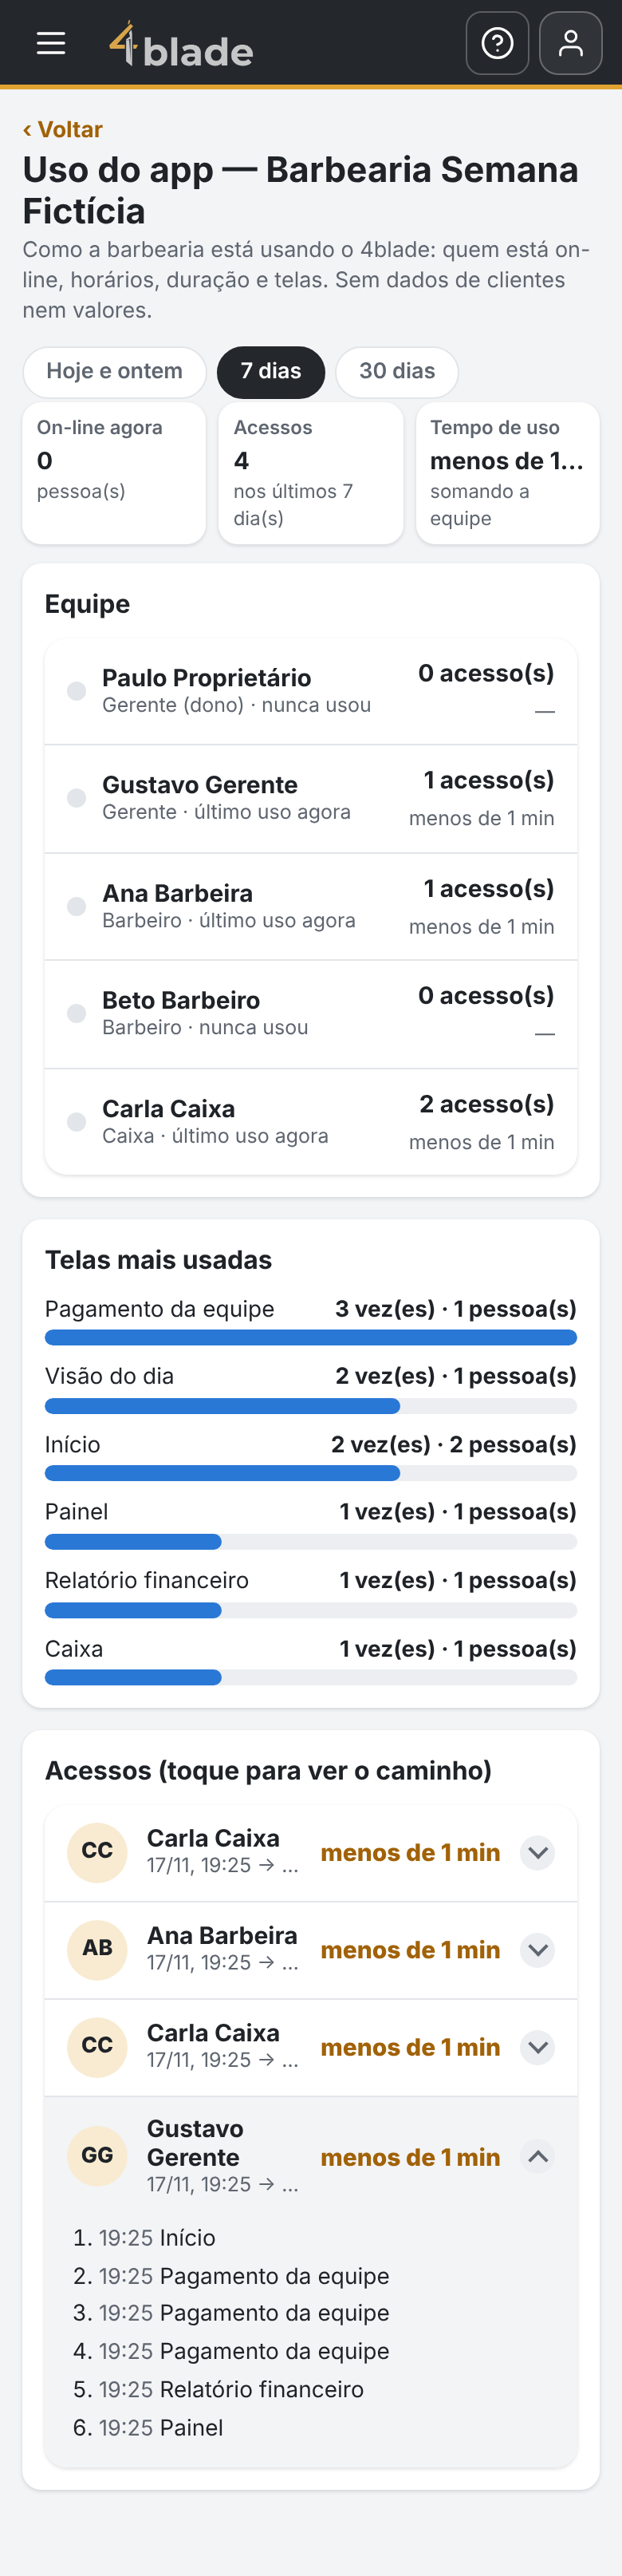 4blade
‹ Voltar
Uso do app — Barbearia Semana
Fictícia
Como a barbearia está usando o 4blade: quem está on-
line, horários, duração e telas. Sem dados de clientes
nem valores.
Hoje e ontem
7 dias
30 dias
On-line agora
0
pessoa(s)
Acessos
4
nos últimos 7
dia(s)
Tempo de uso
menos de 1...
somando a
equipe
Equipe
Paulo Proprietário
Gerente (dono) · nunca usou
0 acesso(s)
—
Gustavo Gerente
Gerente · último uso agora
1 acesso(s)
menos de 1 min
Ana Barbeira
Barbeiro · último uso agora
1 acesso(s)
menos de 1 min
Beto Barbeiro
Barbeiro · nunca usou
0 acesso(s)
—
Carla Caixa
Caixa · último uso agora
2 acesso(s)
menos de 1 min
Telas mais usadas
Pagamento da equipe 3 vez(es) · 1 pessoa(s)
Visão do dia 2 vez(es) · 1 pessoa(s)
Início 2 vez(es) · 2 pessoa(s)
Painel 1 vez(es) · 1 pessoa(s)
Relatório financeiro 1 vez(es) · 1 pessoa(s)
Caixa 1 vez(es) · 1 pessoa(s)
Acessos (toque para ver o caminho)
CC
Carla Caixa
17/11, 19:25 → ...
menos de 1 min
AB
Ana Barbeira
17/11, 19:25 → ...
menos de 1 min
CC
Carla Caixa
17/11, 19:25 → ...
menos de 1 min
GG
Gustavo
Gerente
17/11, 19:25 → ...
menos de 1 min
1. 19:25 Início
2. 19:25 Pagamento da equipe
3. 19:25 Pagamento da equipe
4. 19:25 Pagamento da equipe
5. 19:25 Relatório financeiro
6. 19:25 Painel